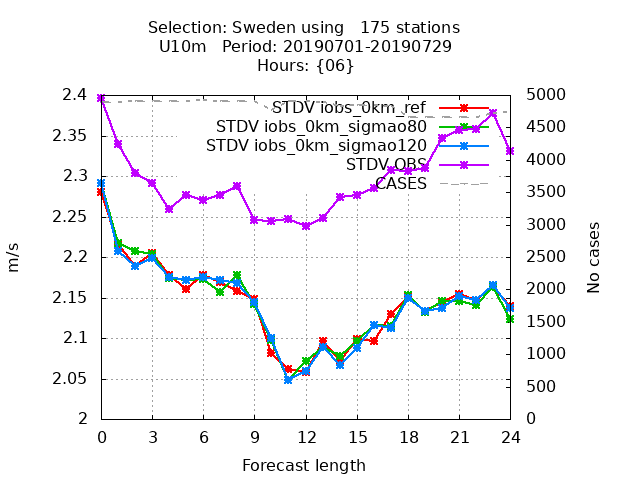 Selection: Sweden using   175 stations
U10m   Period: 20190701-20190729
Hours: {06}
STDV iobs_0km_ref
STDV iobs_0km_sigmao80
STDV iobs_0km_sigmao120
STDV OBS
CASES
2.4
2.35
2.3
2.25
2.2
2.15
2.1
2.05
2
m/s
5000
4500
4000
3500
3000
2500
2000
1500
1000
500
0
No cases
0 3 6 9 12 15 18 21 24
Forecast length